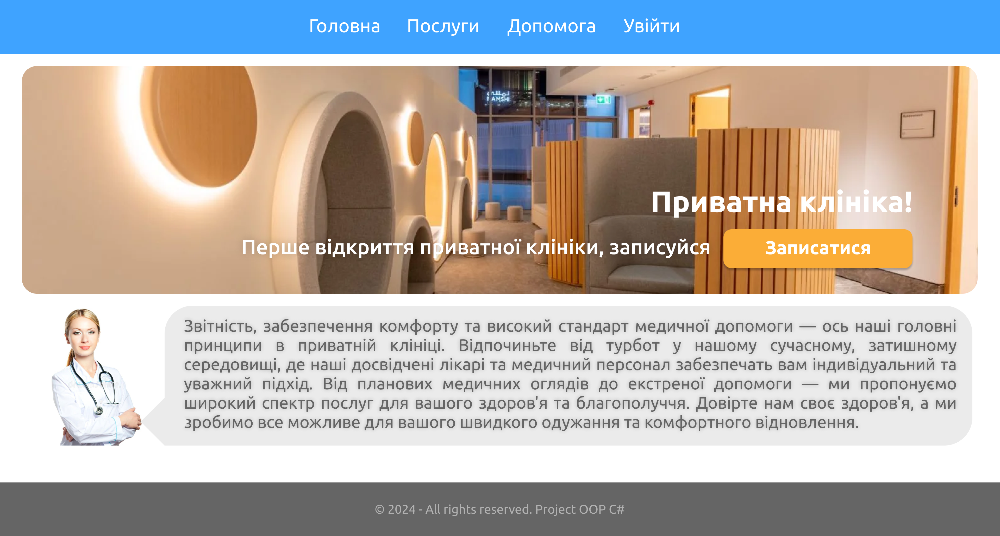 Головна Послуги Допомога Увійти
نمشي
NAMSHI
Assessment
Приватна клініка!
Перше відкриття приватної клініки, записуйся
Записатися
Звітність, забезпечення комфорту та високий стандарт медичної допомоги — ось наші головні
принципи в приватній клініці. Відпочиньте від турбот у нашому сучасному, затишному
середовищі, де наші досвідчені лікарі та медичний персонал забезпечать вам індивідуальний та
уважний підхід. Від планових медичних оглядів до екстреної допомоги — ми пропонуємо
широкий спектр послуг для вашого здоров'я та благополуччя. Довірте нам своє здоров'я, а ми
зробимо все можливе для вашого швидкого одужання та комфортного відновлення.
© 2024 - All rights reserved. Project OOP C#